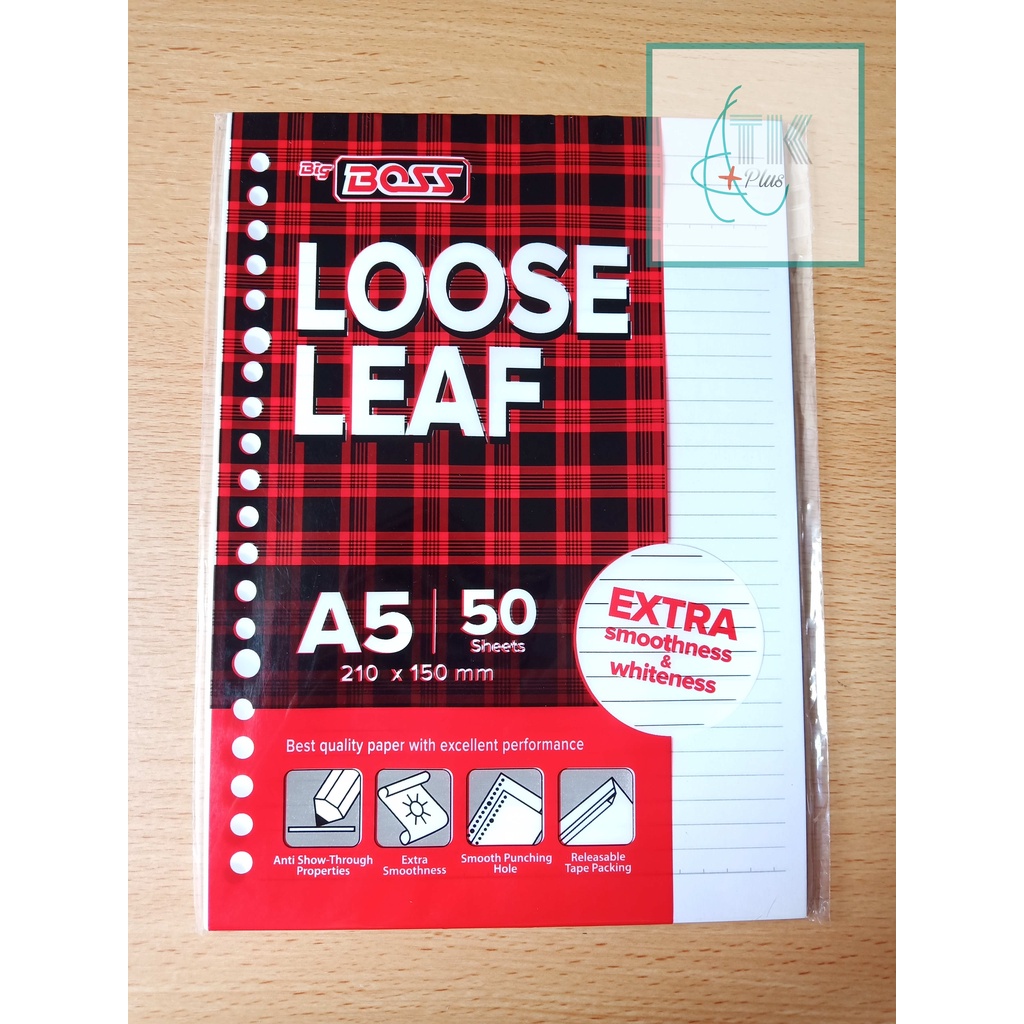 TK
Plus
Big BOSS
LOOSE
LEAF
A5 50
Sheets
210 x 150 mm
EXTRA
smoothness
&
whiteness
Best quality paper with excellent performance
Anti Show-Through
Properties
Extra
Smoothness
Smooth Punching
Hole
Releasable
Tape Packing